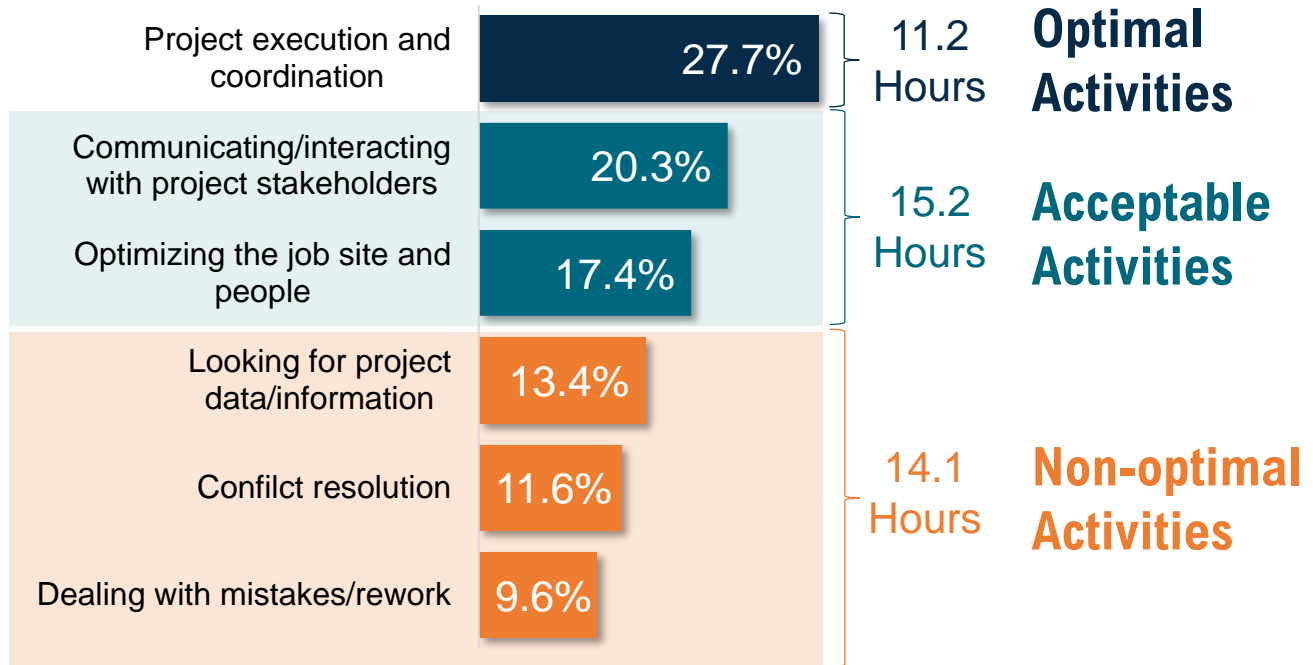 Project execution and
coordination
27.7%
11.2
Hours
Optimal
Activities
Communicating/interacting
with project stakeholders
20.3%
Optimizing the job site and
people
17.4%
15.2
Hours
Acceptable
Activities
Looking for project
data/information
13.4%
Confilct resolution
11.6%
Dealing with mistakes/rework
9.6%
14.1
Hours
Non-optimal
Activities